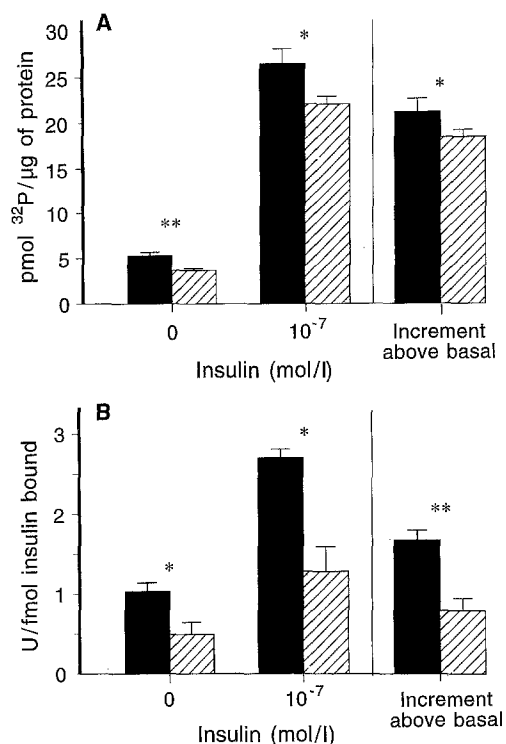 A
pmol ³²P/μg of protein
30
25
20
15
10
5
0
**
*
*
0
10⁻⁷
Increment
above basal
Insulin (mol/l)
B
U/fmol insulin bound
3
2
1
0
*
*
**
0
10⁻⁷
Increment
above basal
Insulin (mol/l)